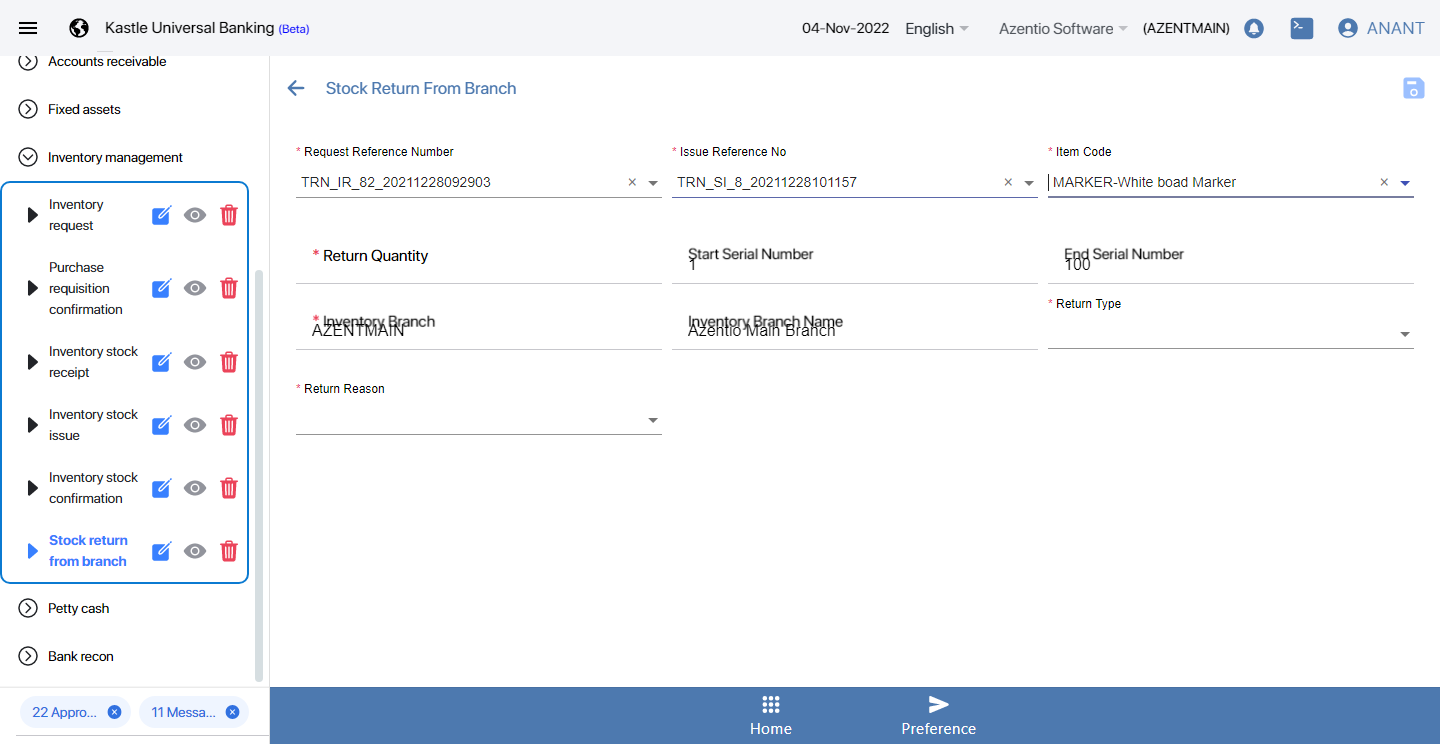 Kastle Universal Banking (Beta)
04-Nov-2022
English
Azentio Software
(AZENTMAIN)
ANANT
Accounts receivable
Fixed assets
Inventory management
Inventory
request
Purchase
requisition
confirmation
Inventory stock
receipt
Inventory stock
issue
Inventory stock
confirmation
Stock return
from branch
Petty cash
Bank recon
22 Appro...
11 Messa...
Stock Return From Branch
* Request Reference Number
TRN_IR_82_20211228092903
* Issue Reference No
TRN_SI_8_20211228101157
* Item Code
MARKER-White boad Marker
* Return Quantity
Start Serial Number
1
End Serial Number
100
* Inventory Branch
AZENTMAIN
Inventory Branch Name
Azentio Main Branch
* Return Type
* Return Reason
Home
Preference